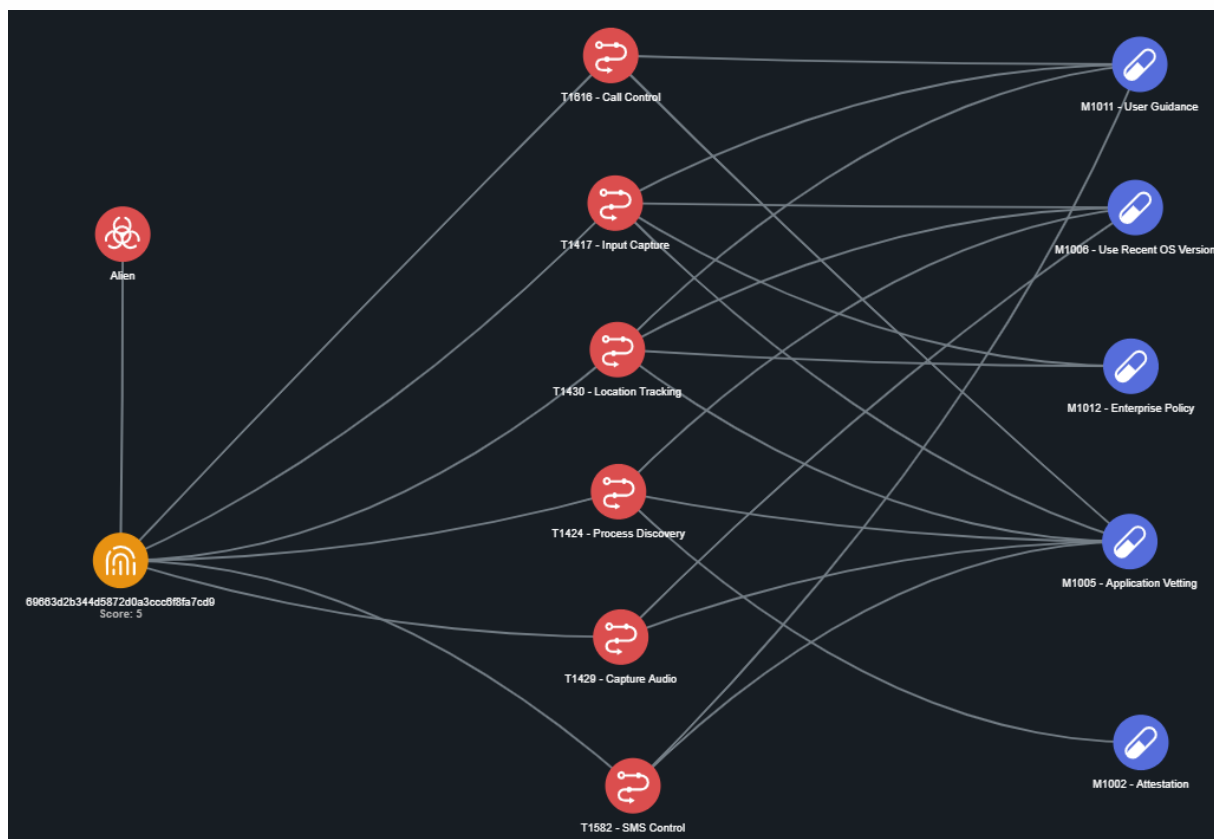 T1616 - Call Control
M1011 - User Guidance
T1417 - Input Capture
M1006 - Use Recent OS Version
Alien
T1430 - Location Tracking
M1012 - Enterprise Policy
T1424 - Process Discovery
M1005 - Application Vetting
69663d2b344d5872d0a3ccc6f8fa7cd9
Score: 5
T1429 - Capture Audio
M1002 - Attestation
T1582 - SMS Control